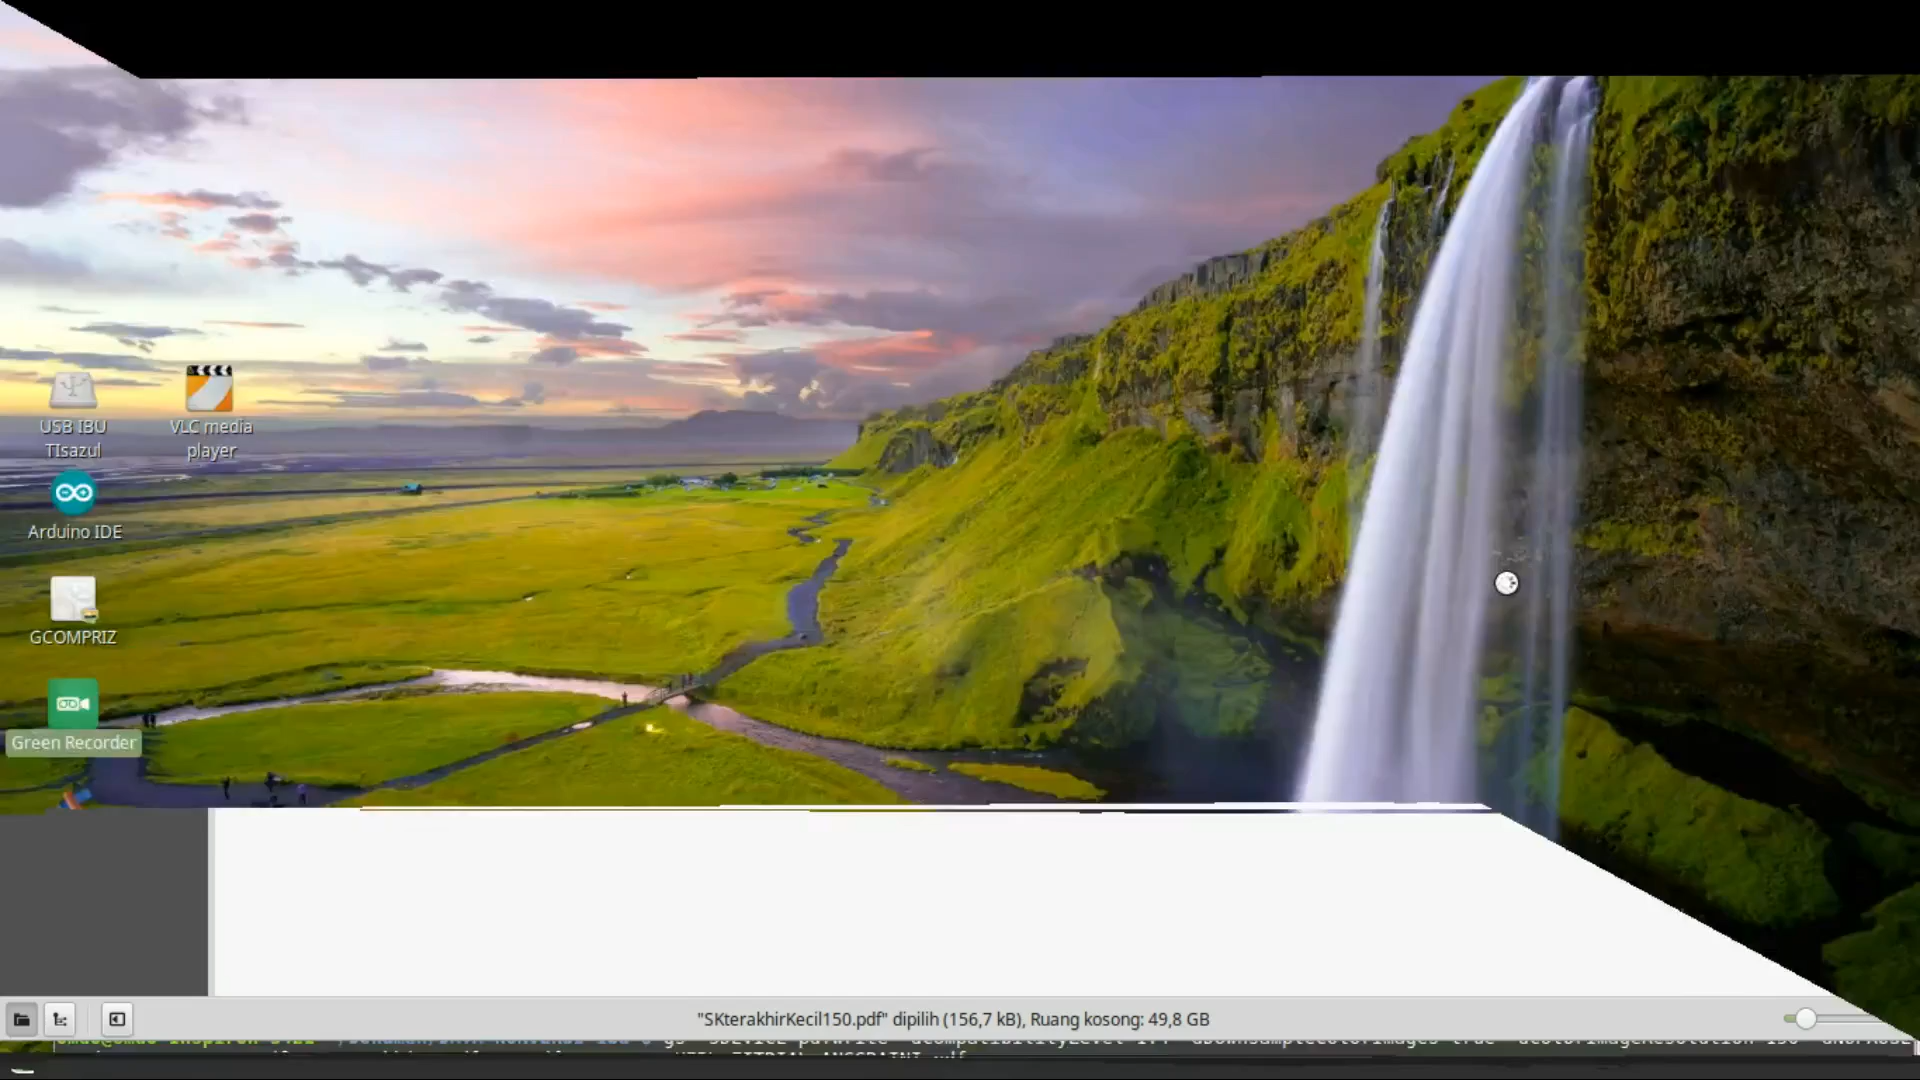 USB IBU
TIsazul
VLC media
player
Arduino IDE
GCOMPRIZ
Green Recorder
"SKterakhirKecil150.pdf" dipilih (156,7 kB), Ruang kosong: 49,8 GB